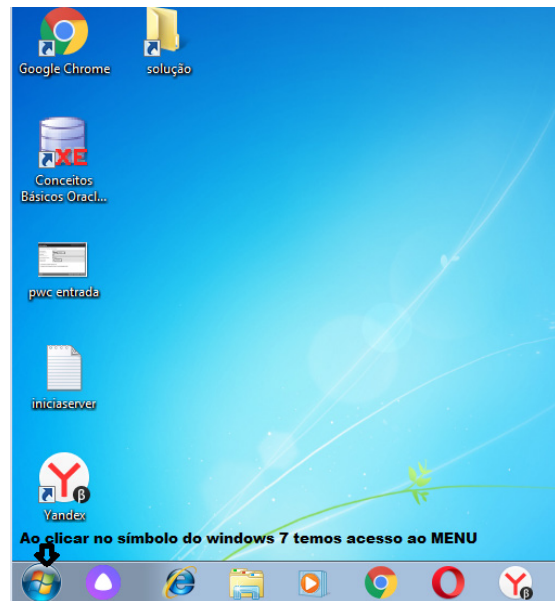 Google Chrome
solução
XE
Conceitos
Básicos Oracl...
pwc entrada
iniciaserver
Y
β
Yandex
Ao clicar no símbolo do windows 7 temos acesso ao MENU
Y
β